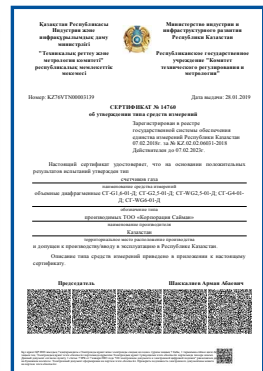 Қазақстан Республикасы
Индустрия және
инфрақұрылымдық даму
министрлігі
"Техникалық реттеу және
метрология комитеті"
республикалық мемлекеттік
мекемесі
Министерство индустрии и
инфраструктурного развития
Республики Казахстан
Республиканское государственное
учреждение "Комитет
технического регулирования и
метрологии"
Номер: KZ76VTN00003139
Дата выдачи: 28.01.2019
СЕРТИФИКАТ № 14760
об утверждении типа средств измерений
Зарегистрирован в реестре
государственной системы обеспечения
единства измерений Республики Казахстан
07.02.2018г. за № KZ.02.02.06031-2018
Действителен до 07.02.2023г.
Настоящий сертификат удостоверяет, что на основании положительных
результатов испытаний утвержден тип
счетчики газа
наименование средства измерений
объемные диафрагменные СГ-G1,6-01-Д; СГ-G2,5-01-Д; СГ-WG2,5-01-Д; СГ-G4-01-
Д; СГ-WG6-01-Д
обозначение типа
производимых ТОО «Корпорация Сайман»
наименование производителя
Казахстан
территориальное место расположение производства
и допущен к производству/ввозу и эксплуатации в Республике Казахстан.
Описание типа средств измерений приведено в приложении к настоящему
сертификату.
Председатель
Шаккалиев Арман Абаевич